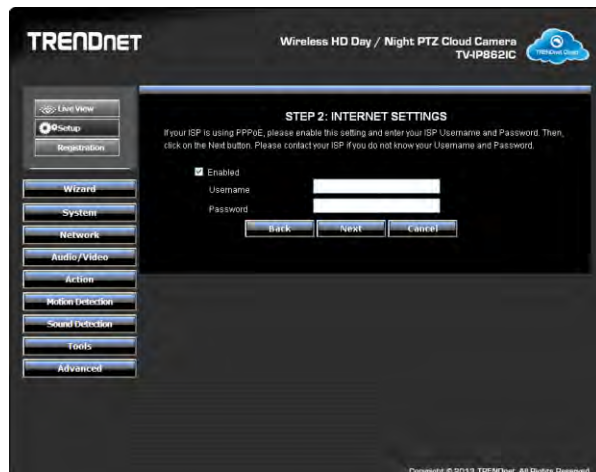 TRENDNET
Wireless HD Day / Night PTZ Cloud Camera
TV-IP862IC
TRENDnet Cloud
Live View
Setup
Registration
Wizard
System
Network
Audio/Video
Action
Motion Detection
Sound Detection
Tools
Advanced
STEP 2: INTERNET SETTINGS
If your ISP is using PPPoE, please enable this setting and enter your ISP Username and Password. Then,
click on the Next button. Please contact your ISP if you do not know your Username and Password.
Enabled
Username
Password
Back
Next
Cancel
Copyright © 2013 TRENDnet. All Rights Reserved.